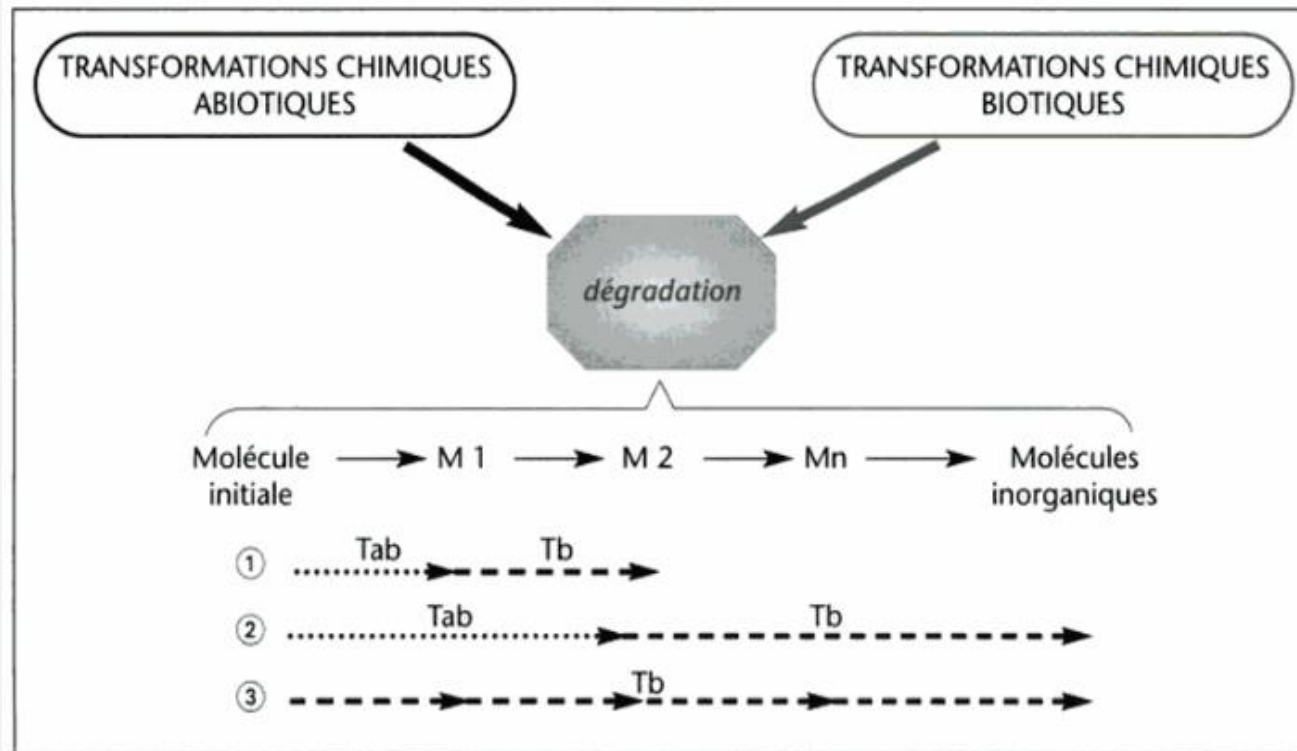 TRANSFORMATIONS CHIMIQUES
ABIOTIQUES
TRANSFORMATIONS CHIMIQUES
BIOTIQUES
dégradation
Molécule
initiale
M 1
M 2
Mn
Molécules
inorganiques
1 Tab Tb
2 Tab Tb
3 Tb